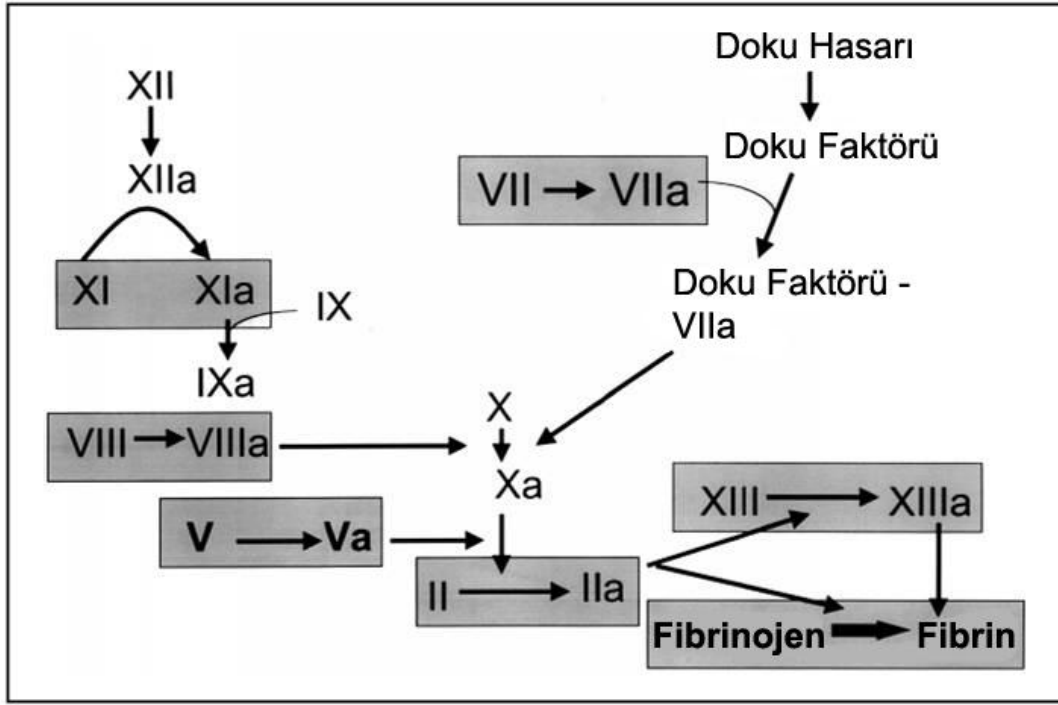 Doku Hasarı
XII
Doku Faktörü
XIIa
VII VIIa
XI XIa
IX
Doku Faktörü -
VIIa
IXa
X
VIII VIIIa
Xa
XIII XIIIa
V Va
II IIa
Fibrinojen Fibrin